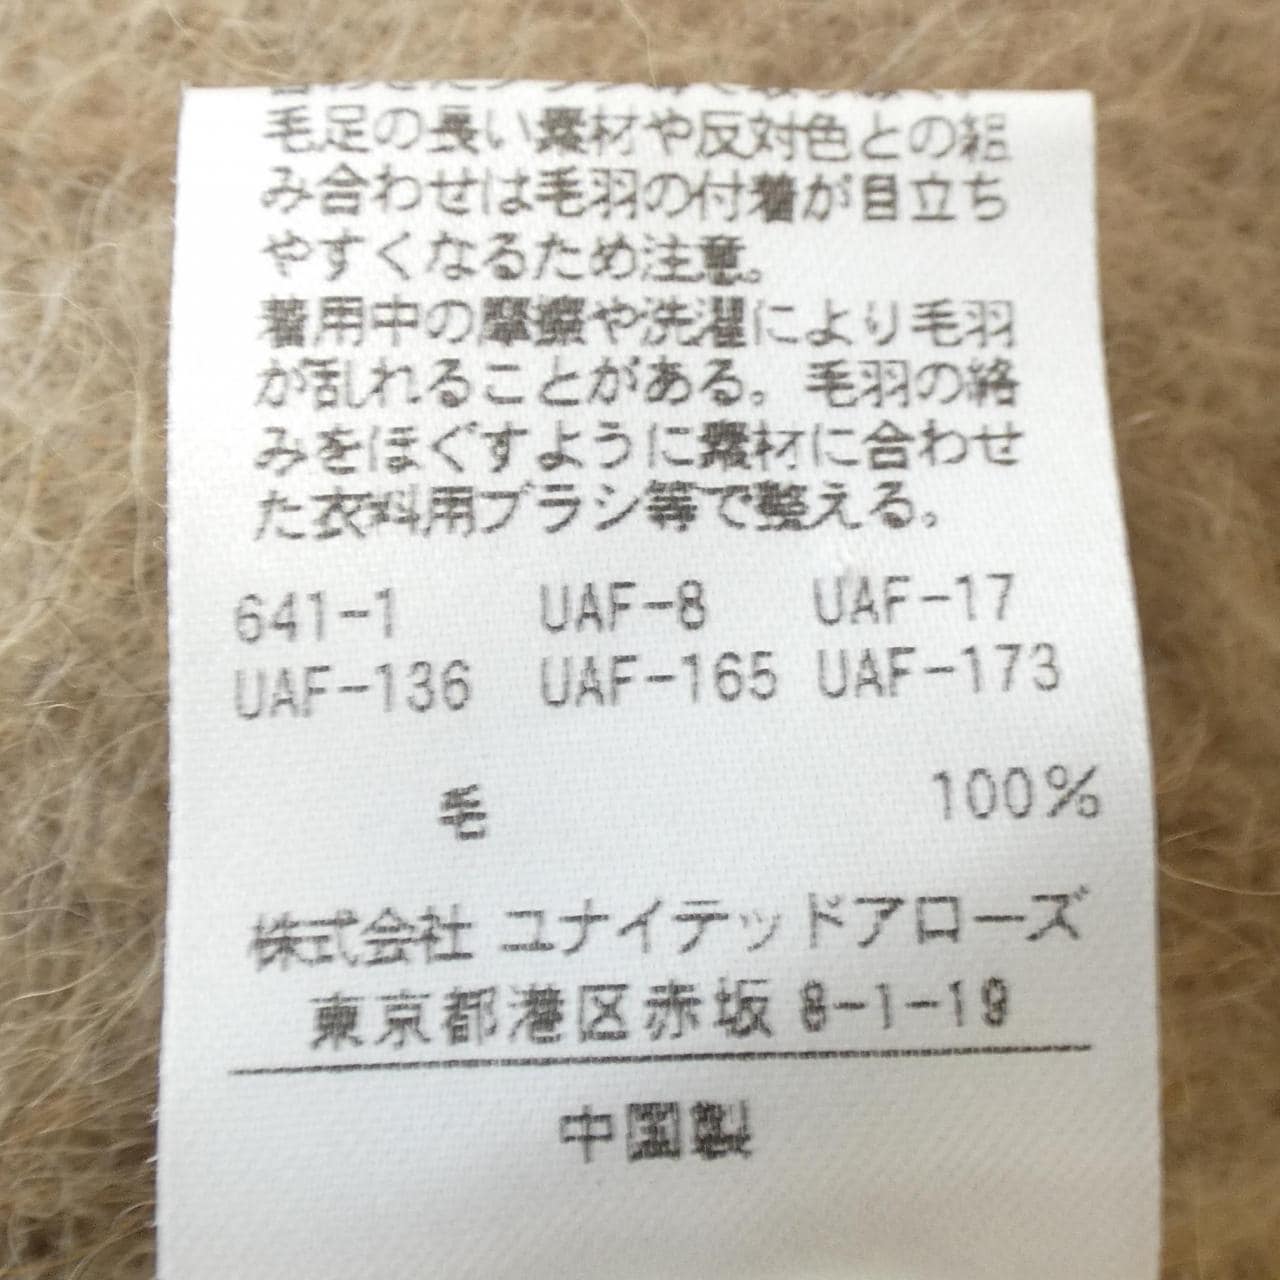 毛足の長い素材や反対色との組
み合わせは毛羽の付着が目立ち
やすくなるため注意。
着用中の摩擦や洗濯により毛羽
が乱れることがある。毛羽の絡
みをほぐすように素材に合わせ
た衣料用ブラシ等で整える。
641-1 UAF-8 UAF-17
UAF-136 UAF-165 UAF-173
毛 100%
株式会社 ユナイテッドアローズ
東京都港区赤坂 8-1-19
中国製